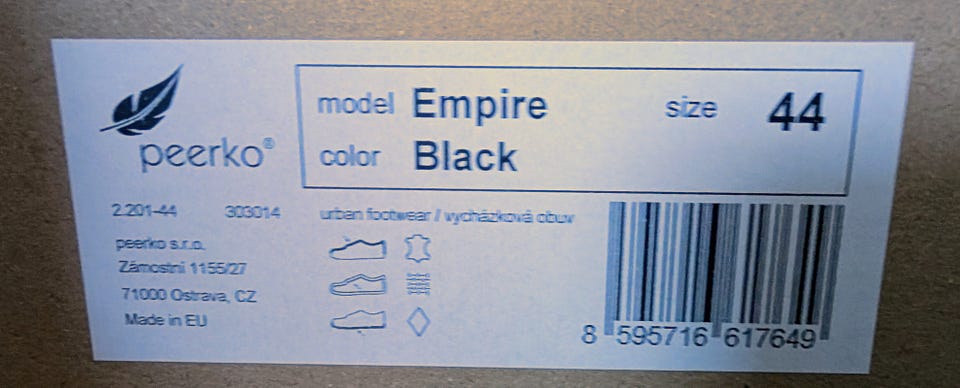 peerko®
model Empire size 44
color Black
2.201-44 303014
urban footwear / vycházková obuv
peerko s.r.o.
Zámostní 1155/27
71000 Ostrava, CZ
Made in EU
8 595716 617649